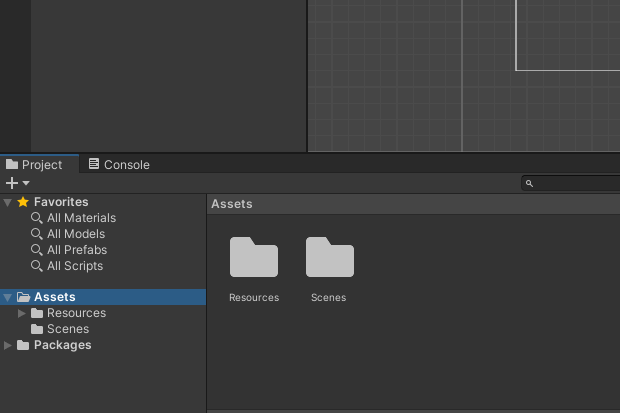 Project Console
Favorites
All Materials
All Models
All Prefabs
All Scripts
Assets
Resources
Scenes
Packages
Assets
Resources Scenes